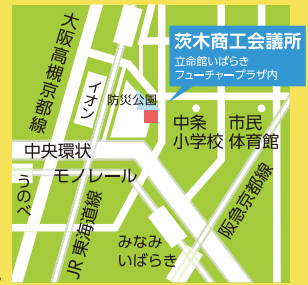 茨木商工会議所
立命館いばらき
フューチャープラザ内
大阪高槻京都線
イオン
防災公園
中条
小学校
市民
体育館
中央環状
モノレール
うのべ
JR東海道線
みなみ
いばらき
阪急京都線